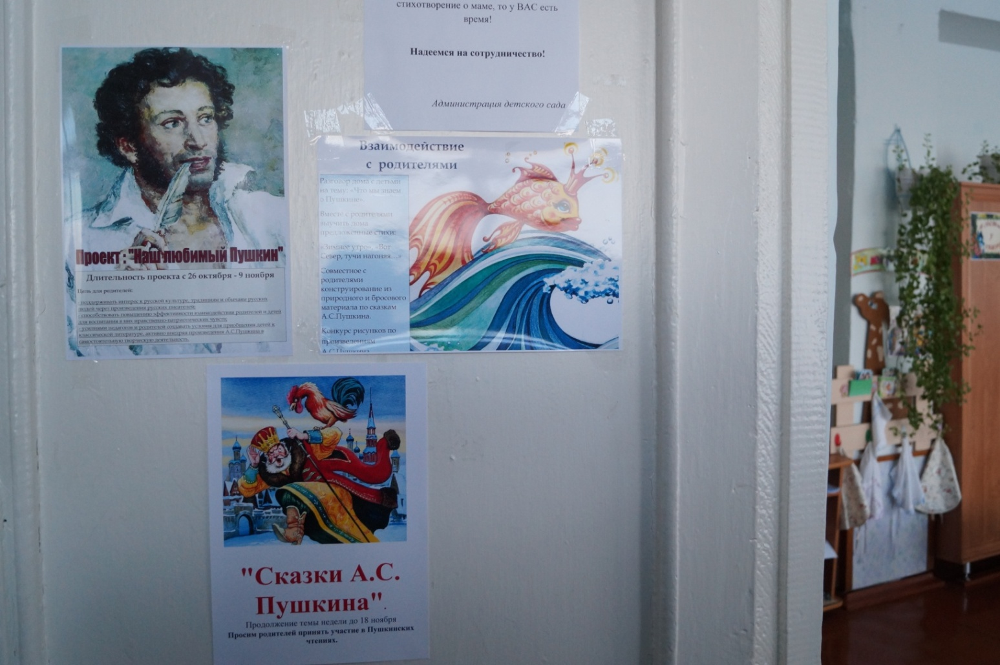 стихотворение о маме, то у ВАС есть
время!
Надеемся на сотрудничество!
Администрация детского сада
Проект: "Наш любимый Пушкин"
Длительность проекта с 26 октября - 9 ноября
Цель для родителей:
- поддерживать интерес к русской культуре, традициям и обычаям русских
людей через произведения русских писателей;
- способствовать повышению эффективности взаимодействия родителей и детей
для воспитания в них нравственно-патриотических чувств;
- усилиями педагогов и родителей создавать условия для приобщения детей к
классической литературе, активно внедряя произведения А.С.Пушкина в
самостоятельную творческую деятельность.
Взаимодействие
с родителями
Разговор дома с детьми
на тему: «Что мы знаем
о Пушкине».
Вместе с родителями
выучить дома
предложенные стихи:
«Зимнее утро», «Вот
Север, тучи нагоняя…»
Совместное с
родителями
конструирование из
природного и бросового
материала по сказкам
А.С.Пушкина.
Конкурс рисунков по
произведениям
А.С.Пушкина
"Сказки А.С.
Пушкина".
Продолжение темы недели до 18 ноября
Просим родителей принять участие в Пушкинских
чтениях.